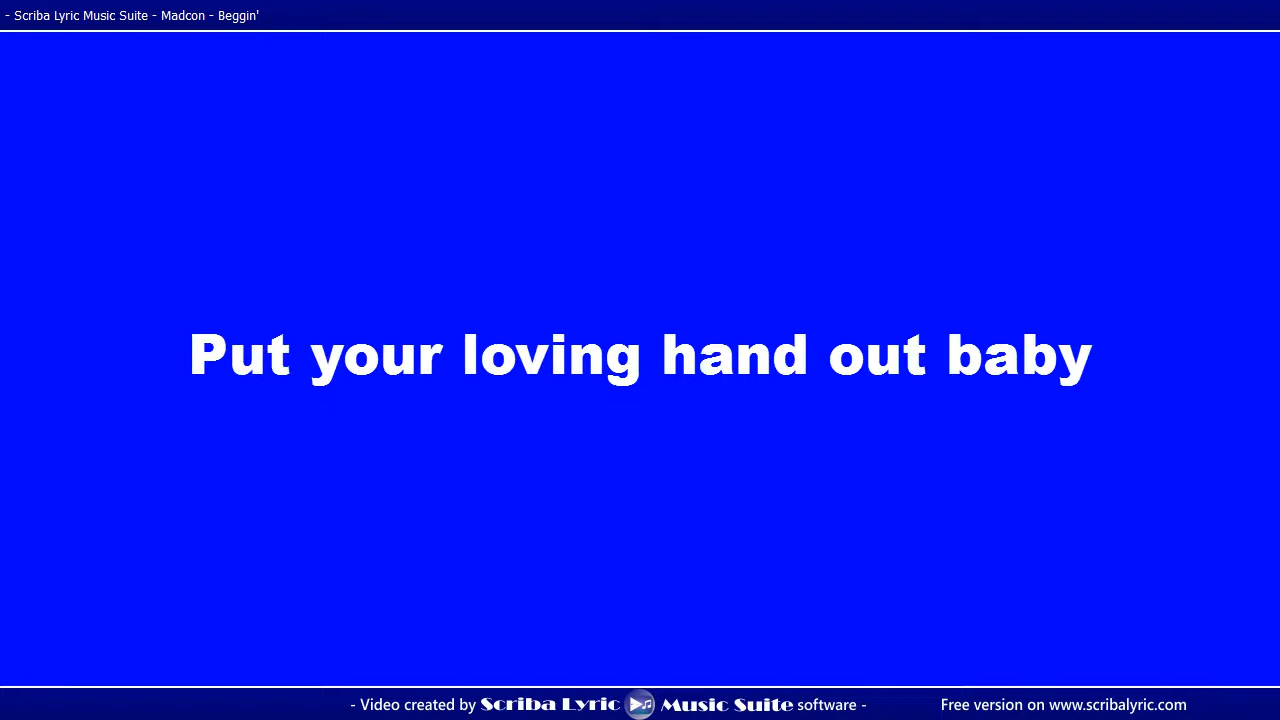 - Scriba Lyric Music Suite - Madcon - Beggin'
Put your loving hand out baby
- Video created by Scriba Lyric Music Suite software - Free version on www.scribalyric.com